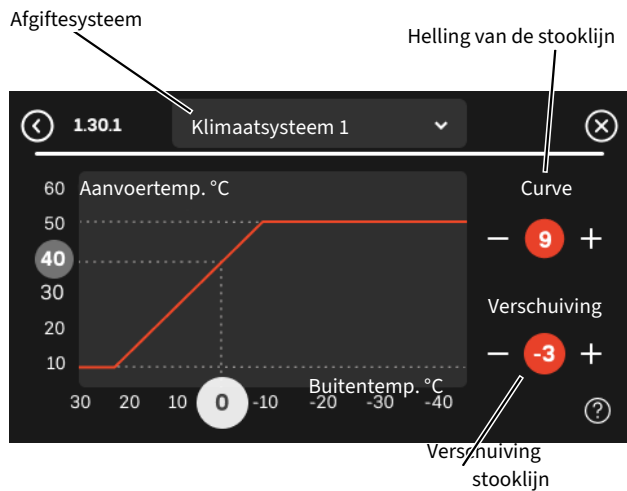 Afgiftesysteem
Helling van de stooklijn
1.30.1
Klimaatsysteem 1
60 Aanvoertemp. °C
50
40
30
20
10
Curve
− 9 +
Verschuiving
− -3 +
Buitentemp. °C
30 20 10 0 -10 -20 -30 -40
?
Verschuiving
stooklijn